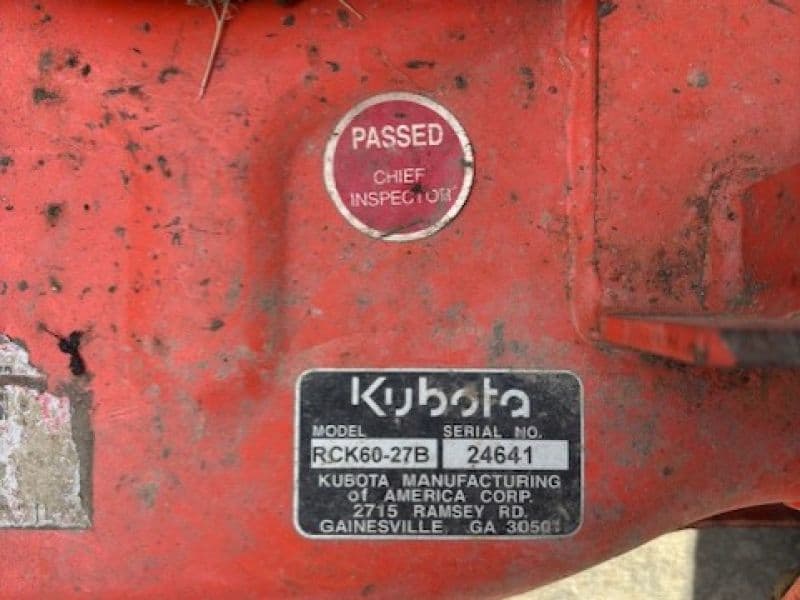 PASSED
CHIEF
INSPECTOR
Kubota
MODEL SERIAL NO.
RCK60-27B 24641
KUBOTA MANUFACTURING
of AMERICA CORP.
2715 RAMSEY RD.
GAINESVILLE, GA 30501